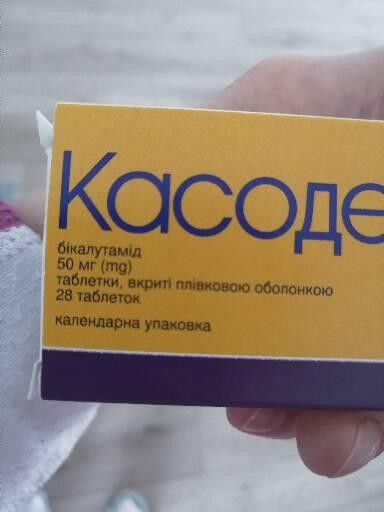 Касоде
бікалутамід
50 мг (mg)
таблетки, вкриті плівковою оболонкою
28 таблеток
календарна упаковка